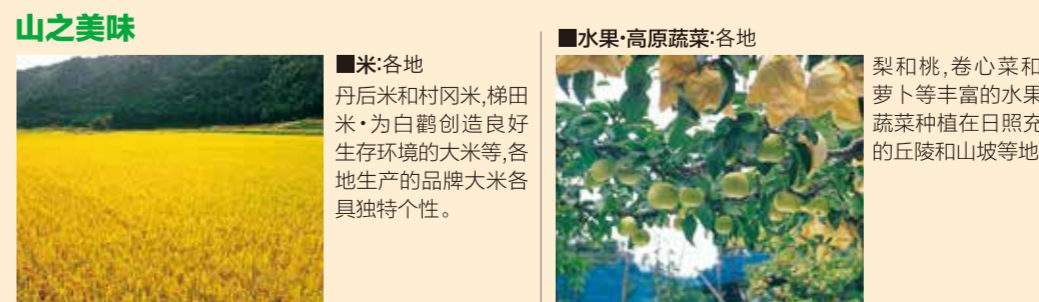 山之美味
■米:各地
丹后米和村冈米,梯田
米・为白鹳创造良好
生存环境的大米等,各
地生产的品牌大米各
具独特个性。
■水果・高原蔬菜:各地
梨和桃,卷心菜和
萝卜等丰富的水果
蔬菜种植在日照充
的丘陵和山坡等地